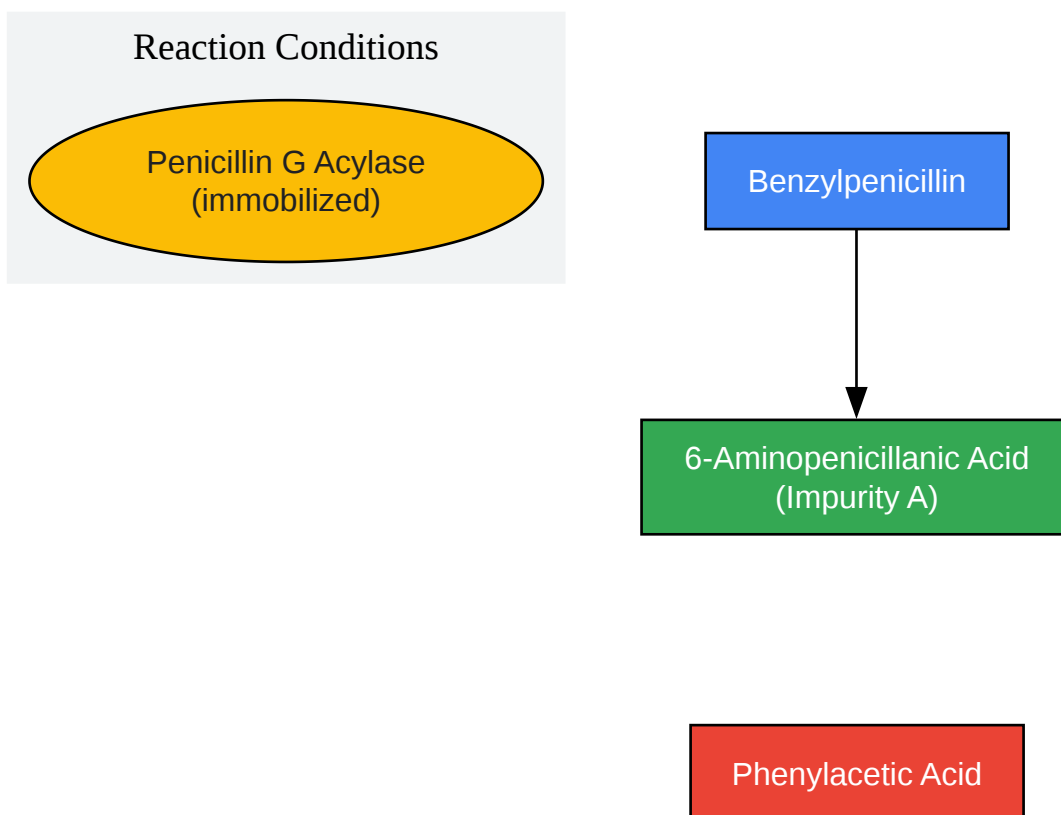 Reaction Conditions
Penicillin G Acylase
(immobilized)
Benzylpenicillin
6-Aminopenicillanic Acid
(Impurity A)
Phenylacetic Acid